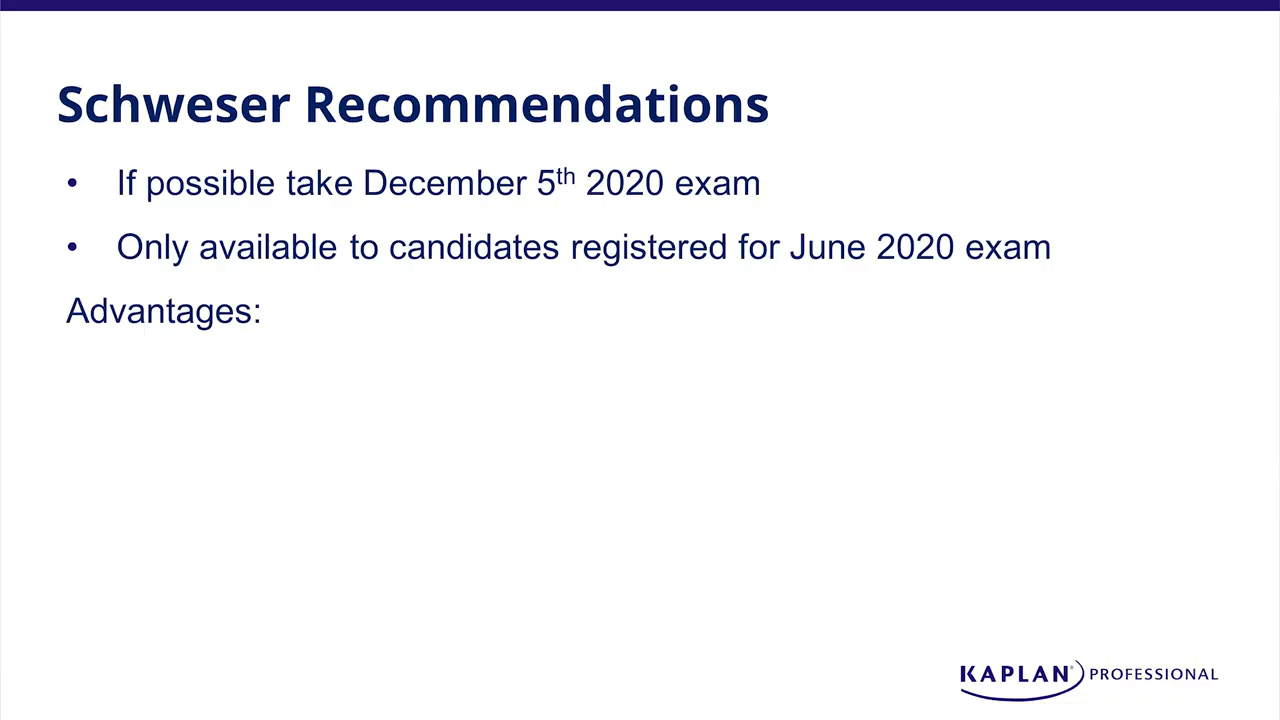 Schweser Recommendations
• If possible take December 5th 2020 exam
• Only available to candidates registered for June 2020 exam
Advantages:
KAPLAN® PROFESSIONAL